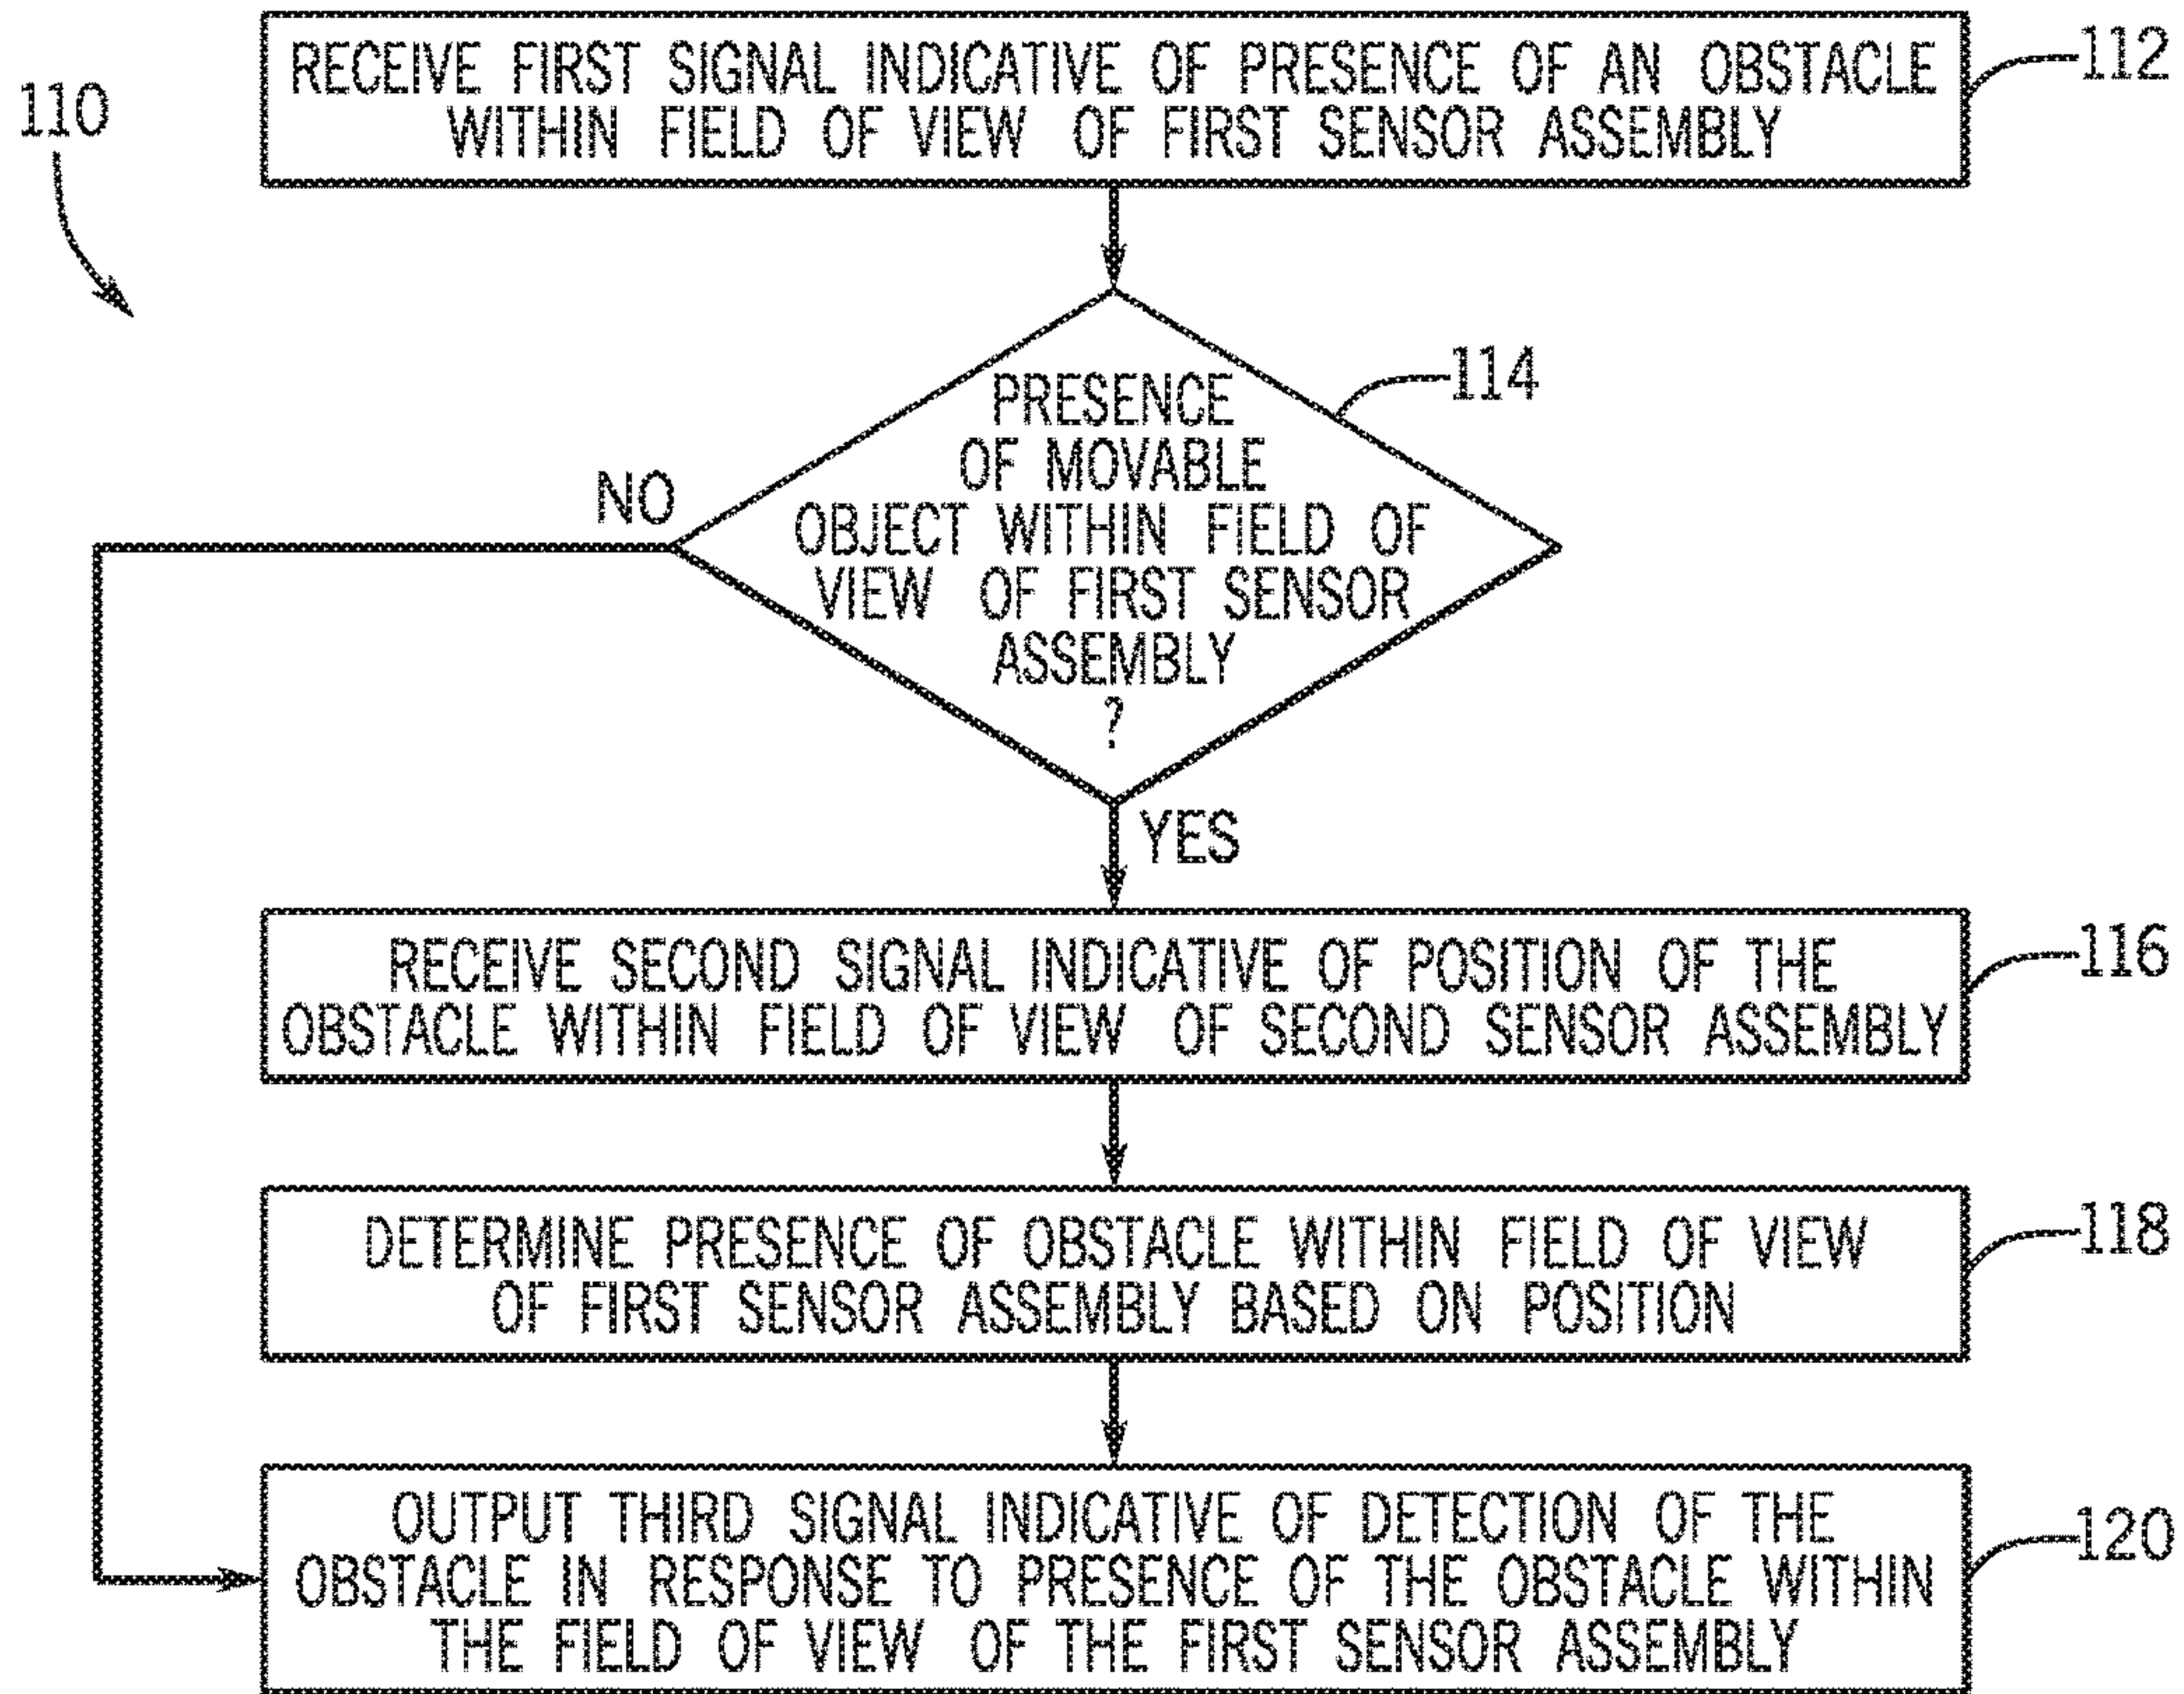 110
RECEIVE FIRST SIGNAL INDICATIVE OF PRESENCE OF AN OBSTACLE
WITHIN FIELD OF VIEW OF FIRST SENSOR ASSEMBLY
112
PRESENCE
OF MOVABLE
OBJECT WITHIN FIELD OF
VIEW OF FIRST SENSOR
ASSEMBLY
?
114
NO
YES
RECEIVE SECOND SIGNAL INDICATIVE OF POSITION OF THE
OBSTACLE WITHIN FIELD OF VIEW OF SECOND SENSOR ASSEMBLY
116
DETERMINE PRESENCE OF OBSTACLE WITHIN FIELD OF VIEW
OF FIRST SENSOR ASSEMBLY BASED ON POSITION
118
OUTPUT THIRD SIGNAL INDICATIVE OF DETECTION OF THE
OBSTACLE IN RESPONSE TO PRESENCE OF THE OBSTACLE WITHIN
THE FIELD OF VIEW OF THE FIRST SENSOR ASSEMBLY
120